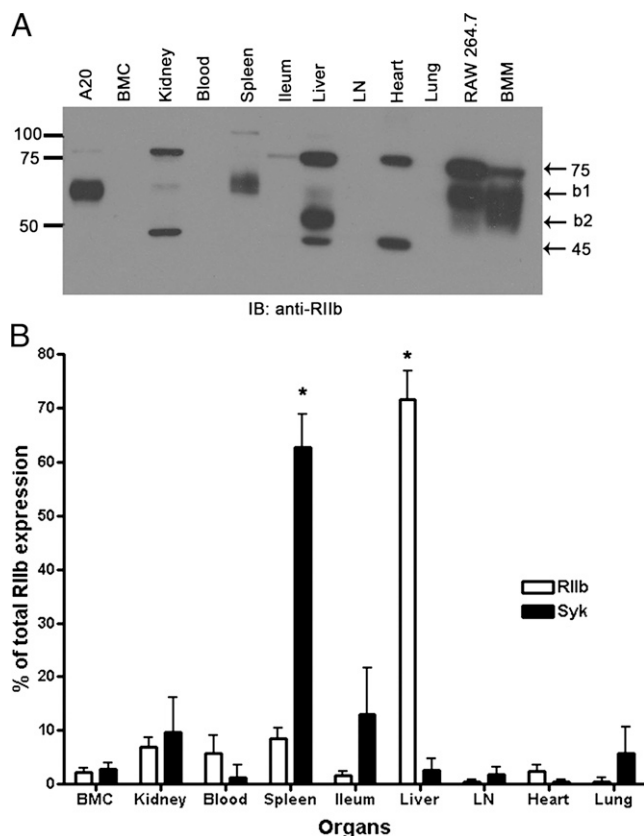 A
A20 BMC Kidney Blood Spleen Ileum Liver LN Heart Lung RAW 264.7 BMM
100
75
50
75
b1
b2
45
IB: anti-RIIb
B
% of total RIIb expression
80
70
60
50
40
30
20
10
0
* *
RIIb
Syk
BMC Kidney Blood Spleen Ileum Liver LN Heart Lung
Organs